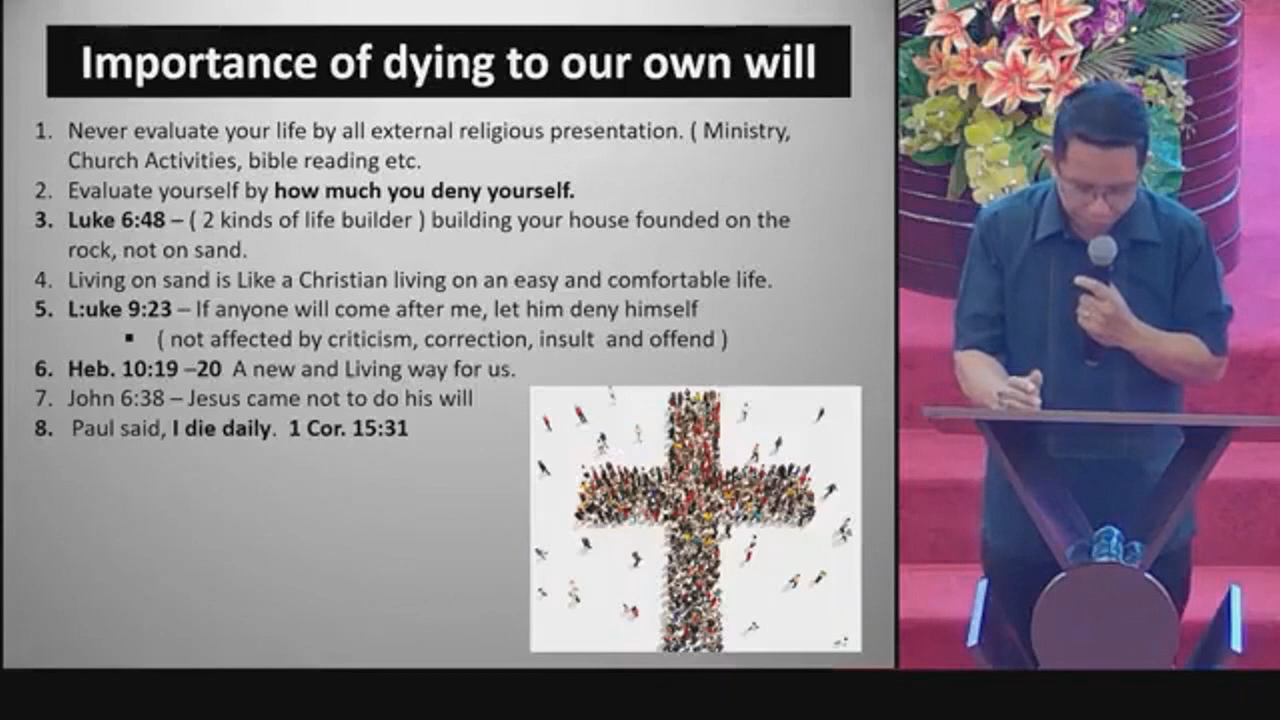 Importance of dying to our own will
1. Never evaluate your life by all external religious presentation. ( Ministry,
Church Activities, bible reading etc.
2. Evaluate yourself by how much you deny yourself.
3. Luke 6:48 – ( 2 kinds of life builder ) building your house founded on the
rock, not on sand.
4. Living on sand is Like a Christian living on an easy and comfortable life.
5. L:uke 9:23 – If anyone will come after me, let him deny himself
▪ ( not affected by criticism, correction, insult and offend )
6. Heb. 10:19 –20 A new and Living way for us.
7. John 6:38 – Jesus came not to do his will
8. Paul said, I die daily. 1 Cor. 15:31